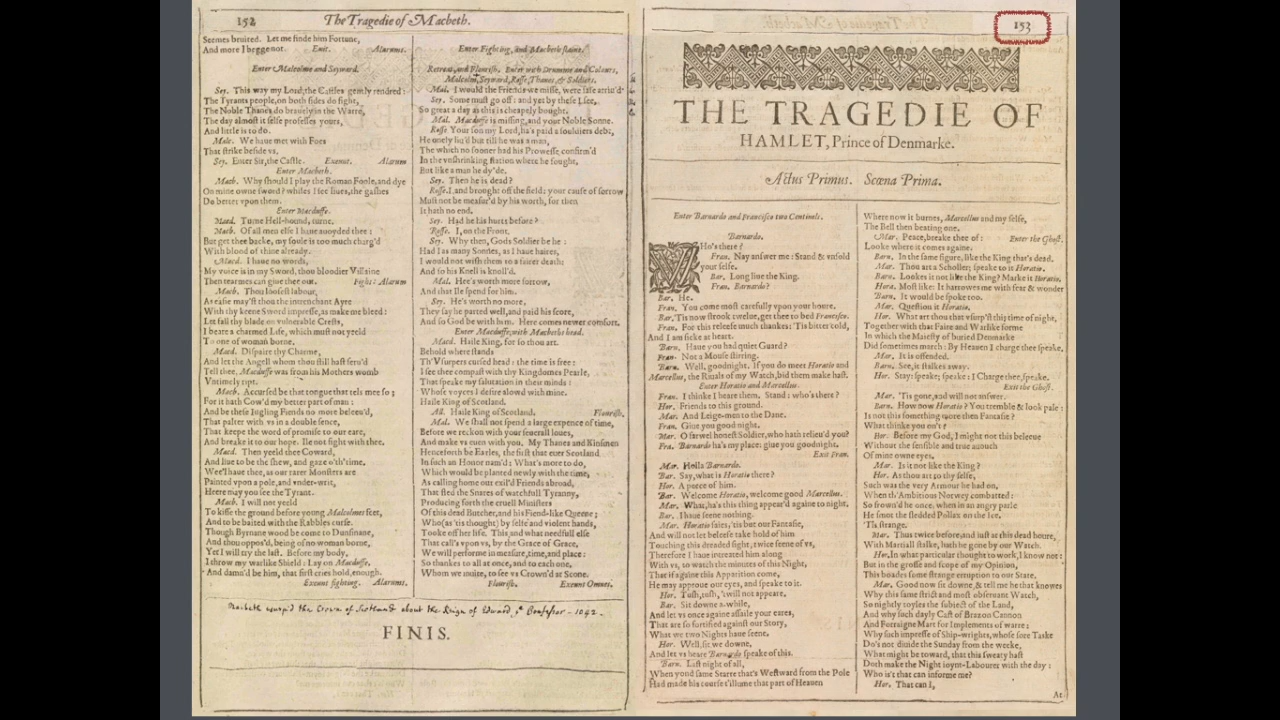 152
The Tragedie of Macbeth.
Seemes bruited. Let me finde him Fortune,
And more I begge not. Exit. Alarums.
Enter Malcolme and Seyward.
Sey. This way my Lord, the Castles gently rendred:
The Tyrants people, on both sides do fight,
The Noble Thanes do brauely in the Warre,
The day almost it selfe professes yours,
And little is to do.
Malc. We haue met with Foes
That strike beside vs.
Sey. Enter Sir, the Castle. Exeunt. Alarum
Enter Macbeth.
Macb. Why should I play the Roman Foole, and dye
On mine owne sword? whiles I see liues, the gashes
Do better vpon them.
Enter Macduffe.
Macd. Turne Hell-hound, turne.
Macb. Of all men else I haue auoyded thee:
But get thee backe, my soule is too much charg'd
With blood of thine already.
Macd. I haue no words,
My voice is in my Sword, thou bloodier Villaine
Then tearmes can giue thee out. Fight: Alarum
Macb. Thou loosest labour,
As easie may'st thou the intrenchant Ayre
With thy keene Sword impresse, as make me bleed:
Let fall thy blade on vulnerable Crests,
I beare a charmed Life, which must not yeeld
To one of woman borne.
Macd. Dispaire thy Charme,
And let the Angell whom thou still hast seru'd
Tell thee, Macduffe was from his Mothers womb
Vntimely ript.
Macb. Accursed be that tongue that tels mee so;
For it hath Cow'd my better part of man:
And be these Iugling Fiends no more beleeu'd,
That palter with vs in a double sence,
That keepe the word of promise to our eare,
And breake it to our hope. Ile not fight with thee.
Macd. Then yeeld thee Coward,
And liue to be the shew, and gaze o'th'time.
Wee'l haue thee, as our rarer Monsters are
Painted vpon a pole, and vnder-writ,
Heere may you see the Tyrant.
Macb. I will not yeeld
To kisse the ground before young Malcolmes feet,
And to be baited with the Rabbles curse.
Though Byrnane wood be come to Dunsinane,
And thou oppos'd, being of no woman borne,
Yet I will try the last. Before my body,
I throw my warlike Shield: Lay on Macduffe,
And damn'd be him, that first cries hold, enough.
Exeunt fighting. Alarums.
Enter Fighting, and Macbeth slaine.
Retreat, and Flourish. Enter with Drumme and Colours,
Malcolm, Seyward, Rosse, Thanes, & Soldiers.
Mal. I would the Friends we misse, were safe arriu'd
Sey. Some must go off: and yet by these I see,
So great a day as this is cheapely bought.
Mal. Macduffe is missing, and your Noble Sonne.
Rosse Your son my Lord, ha's paid a souldiers debt,
He onely liu'd but till he was a man,
The which no sooner had his Prowesse confirm'd
In the vnshrinking station where he fought,
But like a man he dy'de.
Sey. Then he is dead?
Rosse. I, and brought off the field: your cause of sorrow
Must not be measur'd by his worth, for then
It hath no end.
Sey. Had he his hurts before?
Rosse. I, on the Front.
Sey. Why then, Gods Soldier be he:
Had I as many Sonnes, as I haue haires,
I would not wish them to a fairer death:
And so his Knell is knoll'd.
Mal. Hee's worth more sorrow,
And that Ile spend for him.
Sey. He's worth no more,
They say he parted well, and paid his score,
And so God be with him. Here comes newer comfort.
Enter Macduffe, with Macbeths head.
Macd. Haile King, for so thou art.
Behold where stands
Th'Vsurpers cursed head: the time is free:
I see thee compast with thy Kingdomes Pearle,
That speake my salutation in their minds:
Whose voyces I desire alowd with mine.
Haile King of Scotland.
All. Haile King of Scotland. Flourish.
Mal. We shall not spend a large expence of time,
Before we reckon with your seuerall loues,
And make vs euen with you. My Thanes and Kinsmen
Henceforth be Earles, the first that euer Scotland
In such an Honor nam'd: What's more to do,
Which would be planted newly with the time,
As calling home our exil'd Friends abroad,
That fled the Snares of watchfull Tyranny,
Producing forth the cruell Ministers
Of this dead Butcher, and his Fiend-like Queene;
Who (as 'tis thought) by selfe and violent hands,
Tooke off her life. This, and what needfull else
That call's vpon vs, by the Grace of Grace,
We will performe in measure, time, and place:
So thankes to all at once, and to each one,
Whom we inuite, to see vs Crown'd at Scone.
Flourish. Exeunt Omnes.
Macbeth usurp'd the Crown of Scotland about the Reign of Edward ye Confessor - 1042.
FINIS.
153
THE TRAGEDIE OF
HAMLET, Prince of Denmarke.
Actus Primus. Scœna Prima.
Enter Barnardo and Francisco two Centinels.
Barnardo.
WHo's there?
Fran. Nay answer me: Stand & vnfold
your selfe.
Bar. Long liue the King.
Fran. Barnardo?
Bar. He.
Fran. You come most carefully vpon your houre.
Bar. 'Tis now strook twelue, get thee to bed Francisco.
Fran. For this releefe much thankes: 'Tis bitter cold,
And I am sicke at heart.
Barn. Haue you had quiet Guard?
Fran. Not a Mouse stirring.
Barn. Well, goodnight. If you do meet Horatio and
Marcellus, the Riuals of my Watch, bid them make hast.
Enter Horatio and Marcellus.
Fran. I thinke I heare them. Stand: who's there?
Hor. Friends to this ground.
Mar. And Leige-men to the Dane.
Fran. Giue you good night.
Mar. O farwel honest Soldier, who hath relieu'd you?
Fra. Barnardo ha's my place: giue you goodnight.
Exit Fran.
Mar. Holla Barnardo.
Bar. Say, what is Horatio there?
Hor. A peece of him.
Bar. Welcome Horatio, welcome good Marcellus.
Mar. What, ha's this thing appear'd againe to night.
Bar. I haue seene nothing.
Mar. Horatio saies, 'tis but our Fantasie,
And will not let beleefe take hold of him
Touching this dreaded sight, twice seene of vs,
Therefore I haue intreated him along
With vs, to watch the minutes of this Night,
That if againe this Apparition come,
He may approue our eyes, and speake to it.
Hor. Tush, tush, 'twill not appeare.
Bar. Sit downe a-while,
And let vs once againe assaile your eares,
That are so fortified against our Story,
What we two Nights haue seene.
Hor. Well, sit we downe,
And let vs heare Barnardo speake of this.
Barn. Last night of all,
When yond same Starre that's Westward from the Pole
Had made his course t'illume that part of Heauen
Where now it burnes, Marcellus and my selfe,
The Bell then beating one.
Mar. Peace, breake thee of: Enter the Ghost.
Looke where it comes againe.
Barn. In the same figure, like the King that's dead.
Mar. Thou art a Scholler; speake to it Horatio.
Barn. Lookes it not like the King? Marke it Horatio.
Hora. Most like: It harrowes me with fear & wonder
Barn. It would be spoke too.
Mar. Question it Horatio.
Hor. What art thou that vsurp'st this time of night,
Together with that Faire and Warlike forme
In which the Maiesty of buried Denmarke
Did sometimes march: By Heauen I charge thee speake.
Mar. It is offended.
Barn. See, it stalkes away.
Hor. Stay: speake; speake: I Charge thee, speake.
Exit the Ghost.
Mar. 'Tis gone, and will not answer.
Barn. How now Horatio? You tremble & look pale:
Is not this something more then Fantasie?
What thinke you on't?
Hor. Before my God, I might not this beleeue
Without the sensible and true auouch
Of mine owne eyes.
Mar. Is it not like the King?
Hor. As thou art to thy selfe,
Such was the very Armour he had on,
When th'Ambitious Norwey combatted:
So frown'd he once, when in an angry parle
He smot the sledded Pollax on the Ice.
'Tis strange.
Mar. Thus twice before, and iust at this dead houre,
With Martiall stalke, hath he gone by our Watch.
Hor. In what particular thought to work, I know not:
But in the grosse and scope of my Opinion,
This boades some strange erruption to our State.
Mar. Good now sit downe, & tell me he that knowes
Why this same strict and most obseruant Watch,
So nightly toyles the subiect of the Land,
And why such dayly Cast of Brazon Cannon
And Forraigne Mart for Implements of warre:
Why such impresse of Ship-wrights, whose sore Taske
Do's not diuide the Sunday from the weeke,
What might be toward, that this sweaty hast
Doth make the Night ioynt-Labourer with the day:
Who is't that can informe me?
Hor. That can I,
At